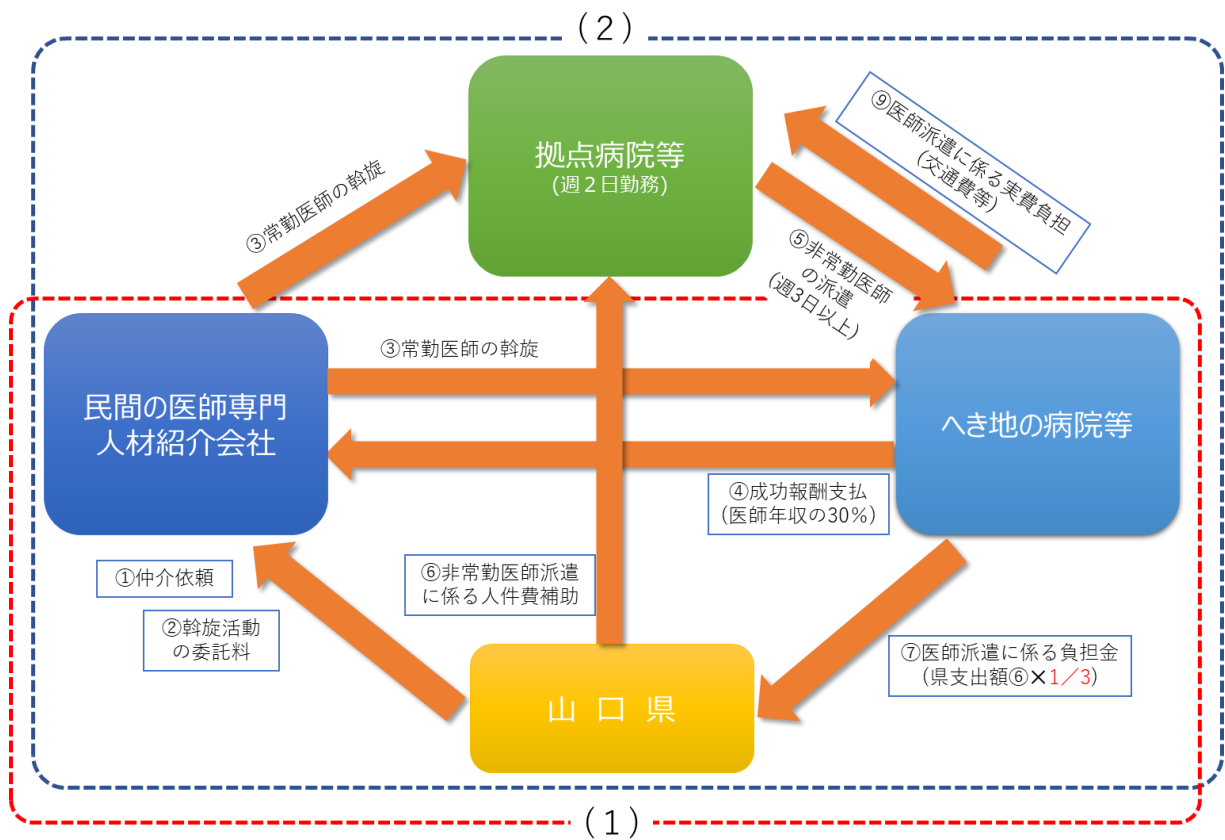 (2)
拠点病院等
(週２日勤務)
⑨医師派遣に係る実費負担
(交通費等)
③常勤医師の斡旋
⑤非常勤医師
の派遣
(週3日以上)
③常勤医師の斡旋
民間の医師専門
人材紹介会社
へき地の病院等
④成功報酬支払
(医師年収の30%)
①仲介依頼
⑥非常勤医師派遣
に係る人件費補助
②斡旋活動
の委託料
⑦医師派遣に係る負担金
(県支出額⑥×1／3)
山 口 県
(1)